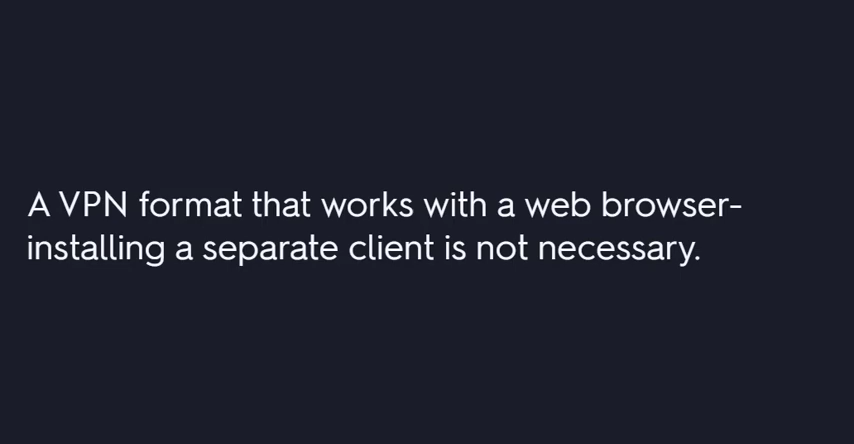 A VPN format that works with a web browser-
installing a separate client is not necessary.